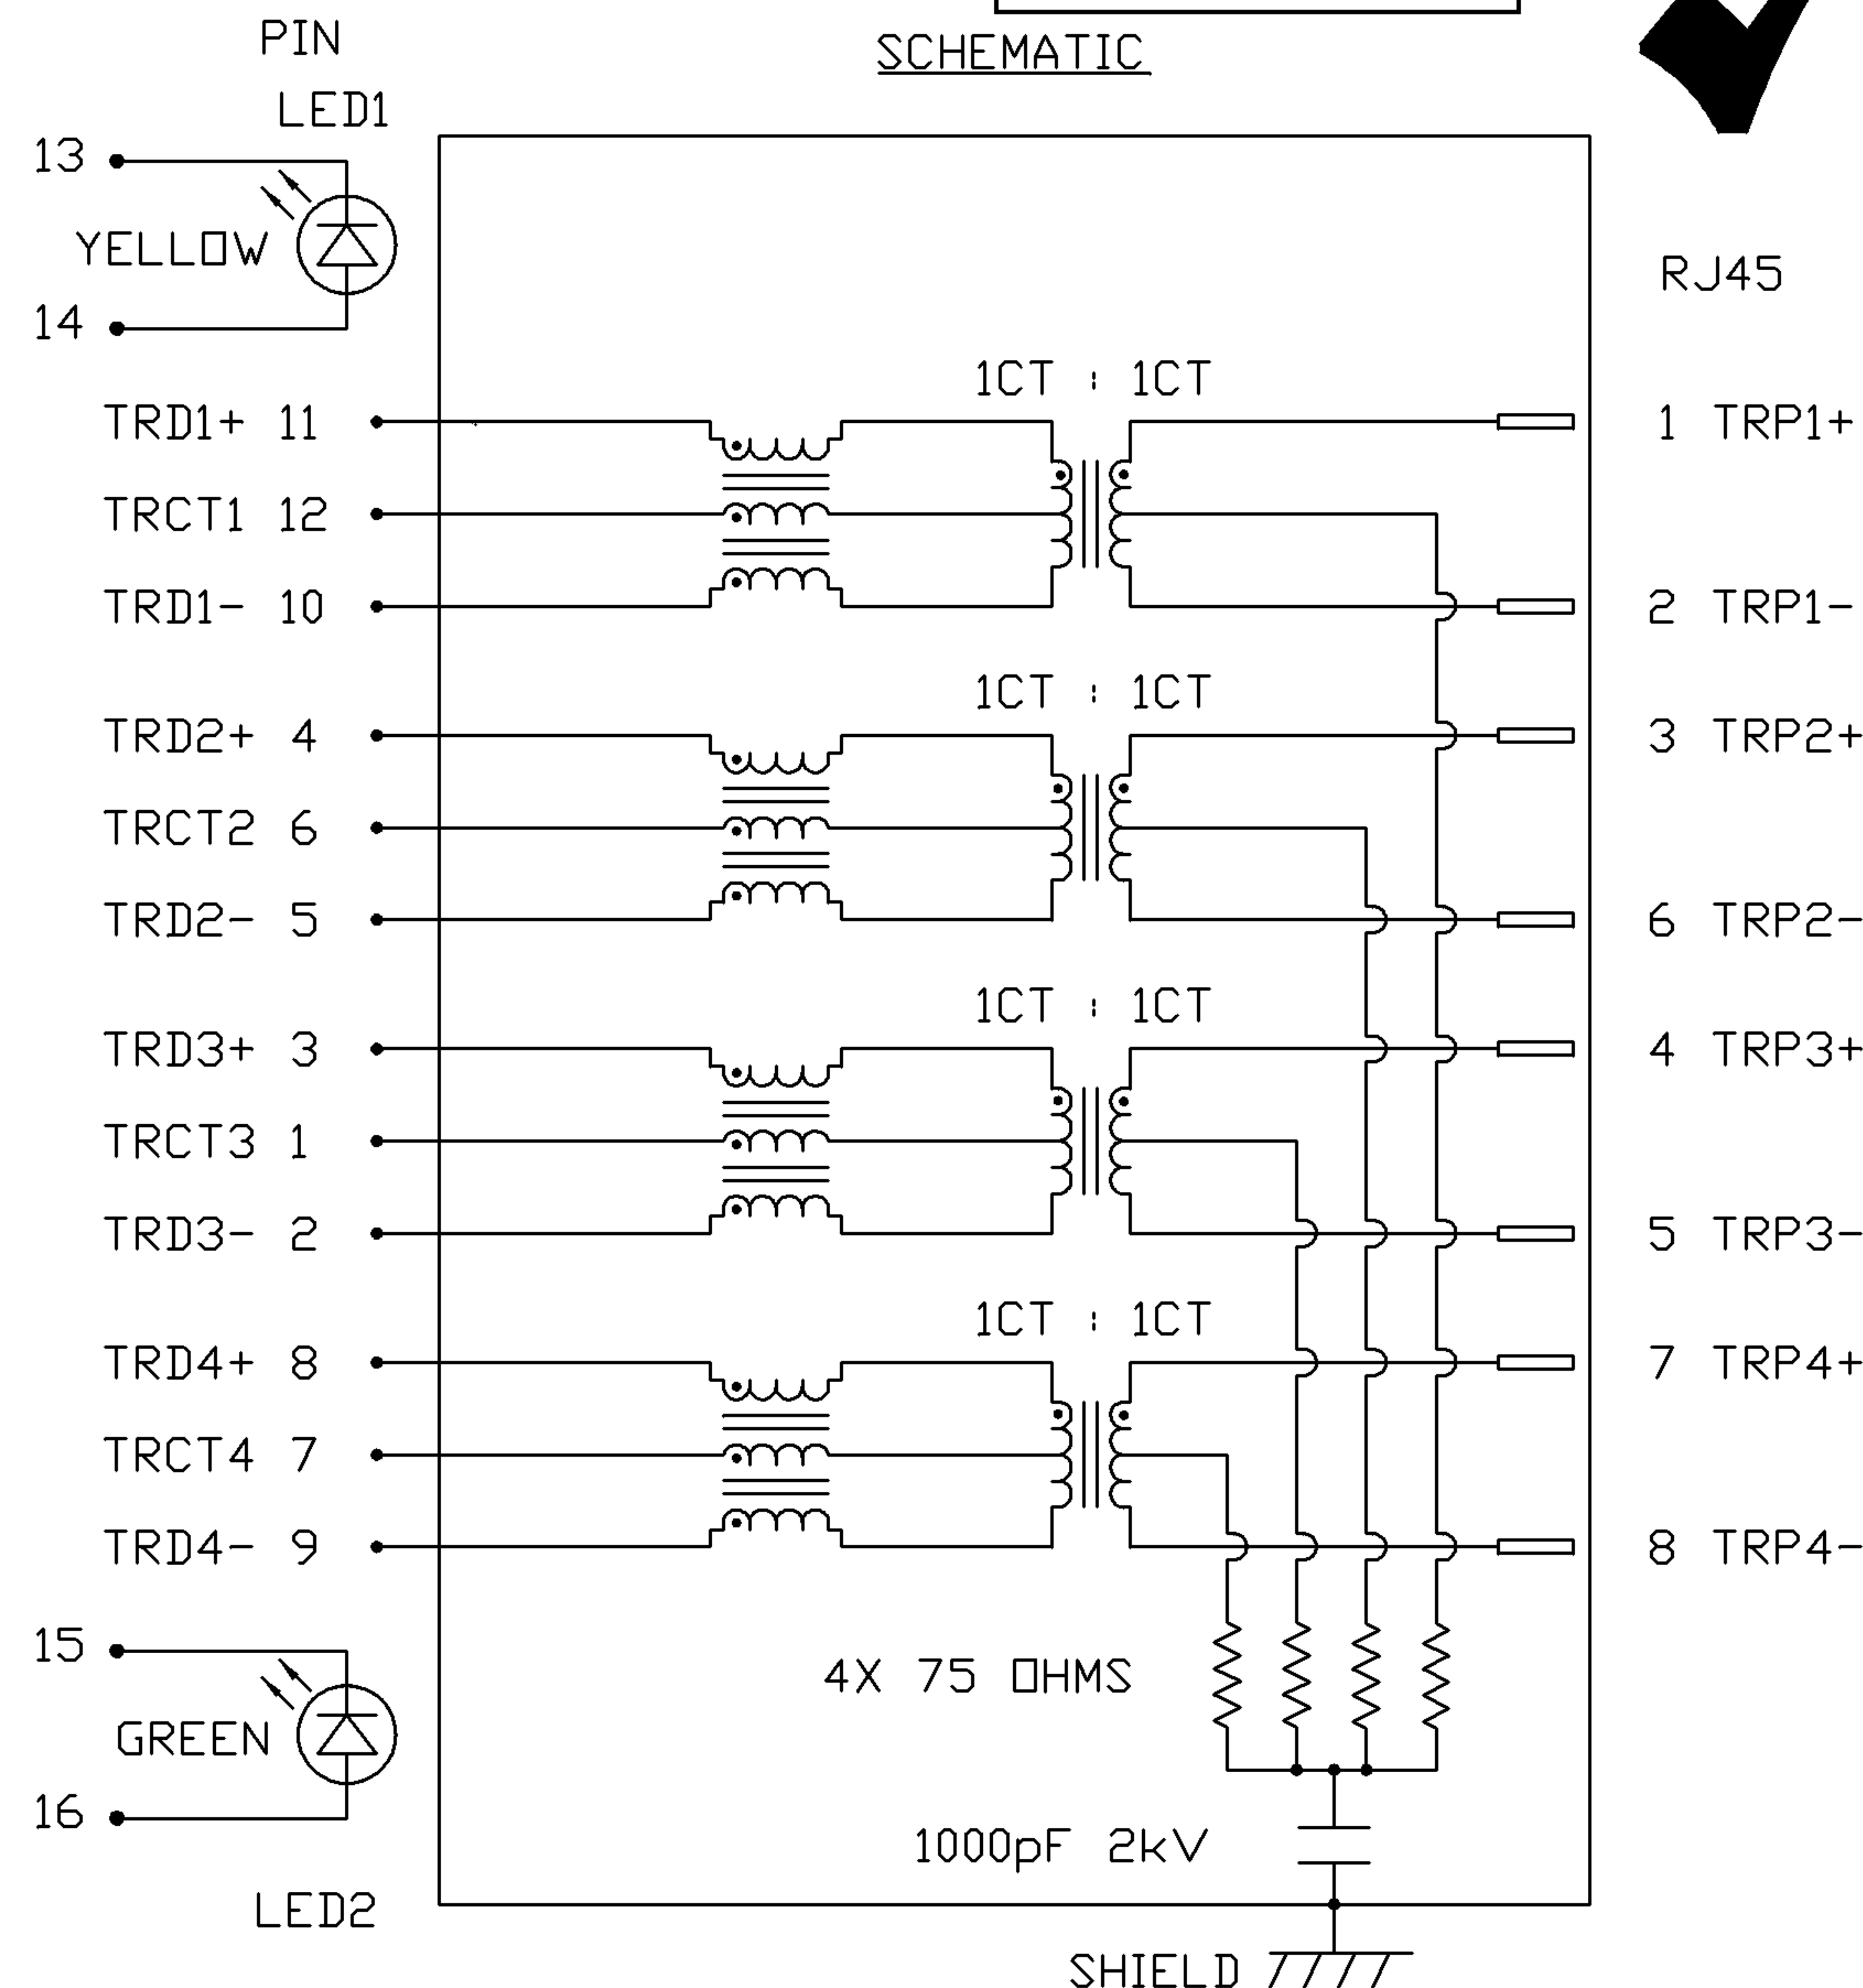 PIN
SCHEMATIC
LED1
13
YELLOW
14
RJ45
1CT : 1CT
TRD1+ 11
1 TRP1+
TRCT1 12
TRD1- 10
2 TRP1-
1CT : 1CT
TRD2+ 4
3 TRP2+
TRCT2 6
TRD2- 5
6 TRP2-
1CT : 1CT
TRD3+ 3
4 TRP3+
TRCT3 1
TRD3- 2
5 TRP3-
1CT : 1CT
TRD4+ 8
7 TRP4+
TRCT4 7
TRD4- 9
8 TRP4-
15
4X 75 OHMS
GREEN
16
1000pF 2kV
LED2
SHIELD